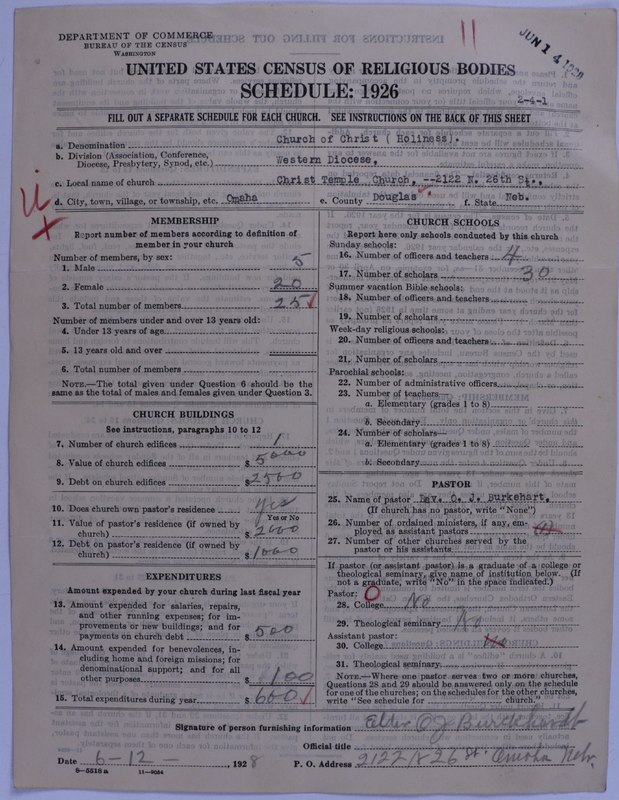 DEPARTMENT OF COMMERCE
BUREAU OF THE CENSUS
WASHINGTON
11
JUN 14 1928
UNITED STATES CENSUS OF RELIGIOUS BODIES
SCHEDULE: 1926
2-4-1
FILL OUT A SEPARATE SCHEDULE FOR EACH CHURCH. SEE INSTRUCTIONS ON THE BACK OF THIS SHEET
a. Denomination Church of Christ ( Holiness).
b. Division (Association, Conference,
Diocese, Presbytery, Synod, etc.) Western Diocese,
c. Local name of church Christ Temple Church, --2122 N. 26th St.,
d. City, town, village, or township, etc. Omaha e. County Douglas f. State Neb.
MEMBERSHIP
Report number of members according to definition of
member in your church
Number of members, by sex:
1. Male 5
2. Female 20
3. Total number of members 25
Number of members under and over 13 years old:
4. Under 13 years of age
5. 13 years old and over
6. Total number of members
NOTE.—The total given under Question 6 should be the
same as the total of males and females given under Question 3.
CHURCH BUILDINGS
See instructions, paragraphs 10 to 12
7. Number of church edifices 1
8. Value of church edifices $ 5000
9. Debt on church edifices $ 2500
10. Does church own pastor's residence yes
Yes or No
11. Value of pastor's residence (if owned by
church) $ 2000
12. Debt on pastor's residence (if owned by
church) $ 1000
EXPENDITURES
Amount expended by your church during last fiscal year
13. Amount expended for salaries, repairs,
and other running expenses; for im-
provements or new buildings; and for
payments on church debt $ 500
14. Amount expended for benevolences, in-
cluding home and foreign missions; for
denominational support; and for all
other purposes $ 100
15. Total expenditures during year $ 600
CHURCH SCHOOLS
Report here only schools conducted by this church
Sunday schools:
16. Number of officers and teachers 4
17. Number of scholars 30
Summer vacation Bible schools:
18. Number of officers and teachers
19. Number of scholars
Week-day religious schools:
20. Number of officers and teachers
21. Number of scholars
Parochial schools:
22. Number of administrative officers
23. Number of teachers—
a. Elementary (grades 1 to 8)
b. Secondary
24. Number of scholars—
a. Elementary (grades 1 to 8)
b. Secondary
PASTOR
25. Name of pastor Rev. O. J. Burkehart,
(If church has no pastor, write "None")
26. Number of ordained ministers, if any, em-
ployed as assistant pastors
27. Number of other churches served by the
pastor or his assistants
If pastor (or assistant pastor) is a graduate of a college or
theological seminary, give name of institution below. (If
not a graduate, write "No" in the space indicated.)
Pastor: O
28. College No
29. Theological seminary No
Assistant pastor:
30. College No
31. Theological seminary
NOTE.—Where one pastor serves two or more churches,
Questions 28 and 29 should be answered only on the schedule
for one of the churches; on the schedules for the other churches,
write "See schedule for church."
Signature of person furnishing information Elder O J Burckhardt
Official title
Date 6-12- , 1928 P. O. Address 2122 N 26 St. Omaha Nebr.
8-5518a 11-9054